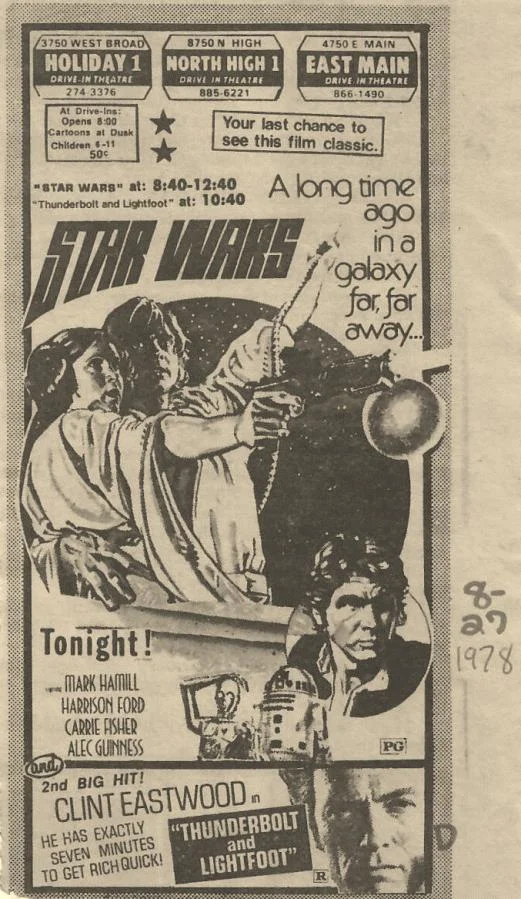 3750 WEST BROAD
HOLIDAY 1
DRIVE-IN THEATRE
274-3376
8750 N HIGH
NORTH HIGH 1
DRIVE IN THEATRE
885-6221
4750 E MAIN
EAST MAIN
DRIVE IN THEATRE
866-1490
At Drive-Ins:
Opens 8:00
Cartoons at Dusk
Children 6-11
50¢
Your last chance to
see this film classic.
"STAR WARS" at: 8:40-12:40
"Thunderbolt and Lightfoot" at: 10:40
A long time
ago
in a
galaxy
far, far
away...
STAR WARS
Tonight!
MARK HAMILL
HARRISON FORD
CARRIE FISHER
ALEC GUINNESS
PG
8-
27
1978
and
2nd BIG HIT!
CLINT EASTWOOD in
HE HAS EXACTLY
SEVEN MINUTES
TO GET RICH QUICK!
"THUNDERBOLT
and
LIGHTFOOT"
R
D